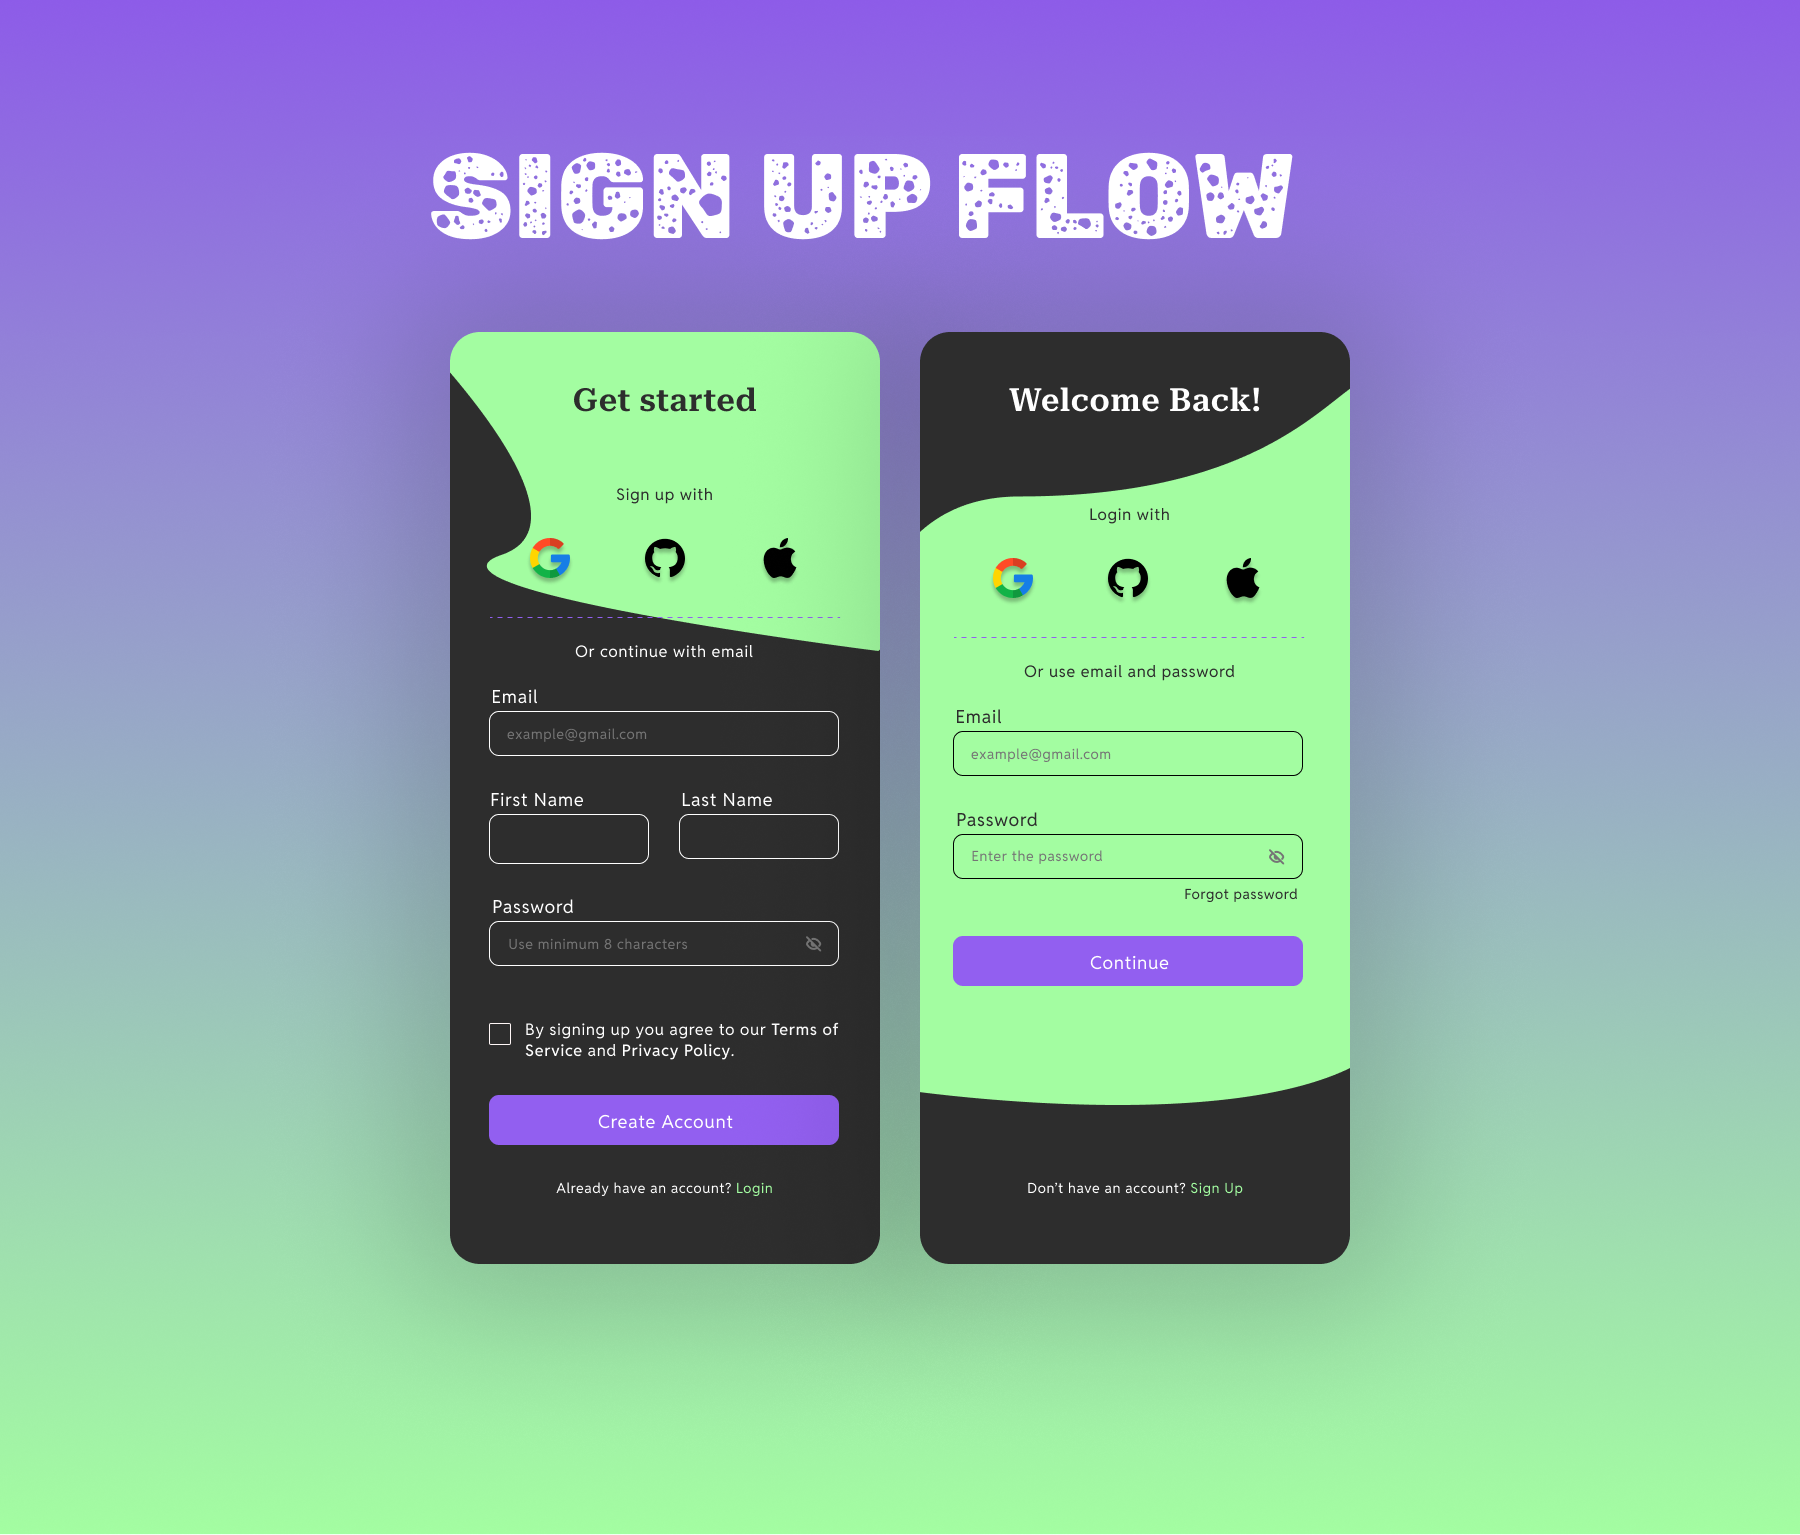 SIGN UP FLOW
Get started
Sign up with
Or continue with email
Email
example@gmail.com
First Name
Last Name
Password
Use minimum 8 characters
By signing up you agree to our Terms of
Service and Privacy Policy.
Create Account
Already have an account? Login
Welcome Back!
Login with
Or use email and password
Email
example@gmail.com
Password
Enter the password
Forgot password
Continue
Don’t have an account? Sign Up